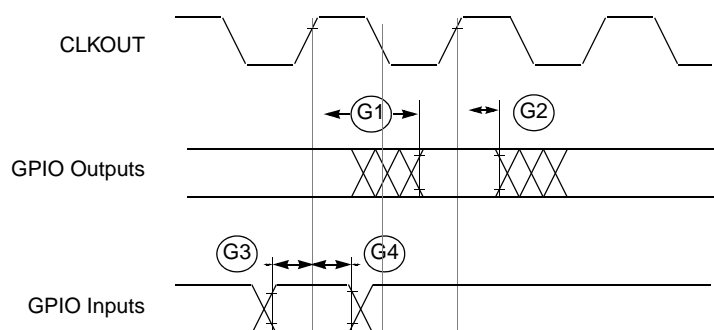 CLKOUT
G1
G2
GPIO Outputs
G3
G4
GPIO Inputs